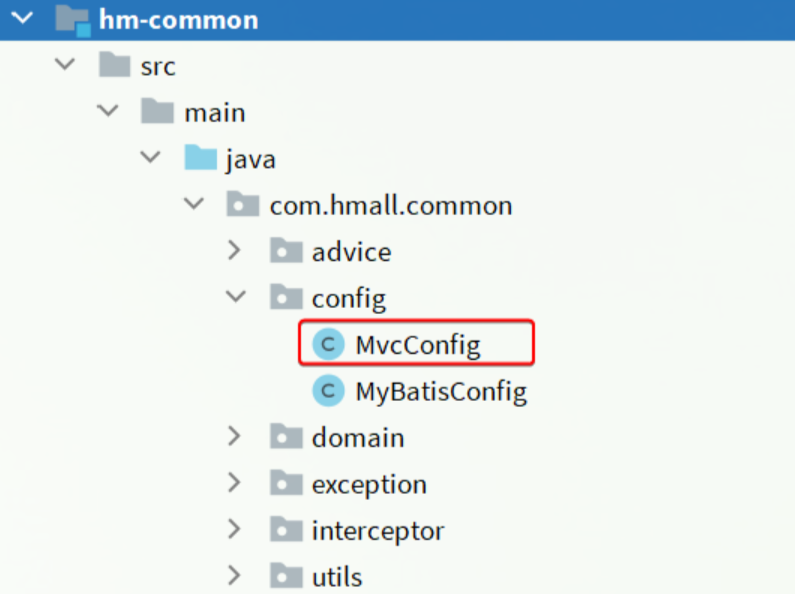 hm-common
src
main
java
com.hmall.common
advice
config
C MvcConfig
C MyBatisConfig
domain
exception
interceptor
utils